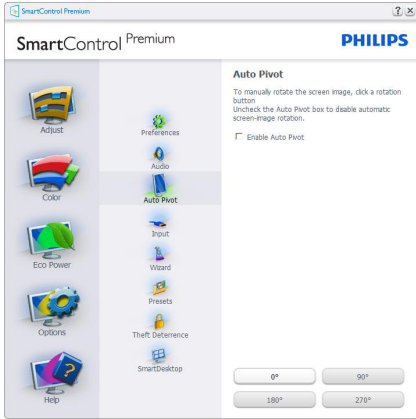 SmartControl Premium
SmartControl Premium
PHILIPS
Adjust
Color
Eco Power
Options
Help
Preferences
Audio
Auto Pivot
Input
Wizard
Presets
Theft Deterrence
SmartDesktop
Auto Pivot
To manually rotate the screen image, click a rotation
button
Uncheck the Auto Pivot box to disable automatic
screen-image rotation.
Enable Auto Pivot
0°
90°
180°
270°